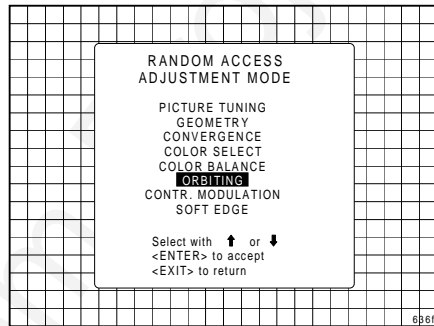 RANDOM ACCESS
ADJUSTMENT MODE
PICTURE TUNING
GEOMETRY
CONVERGENCE
COLOR SELECT
COLOR BALANCE
ORBITING
CONTR. MODULATION
SOFT EDGE
Select with ⬆ or ⬇
<ENTER> to accept
<EXIT> to return